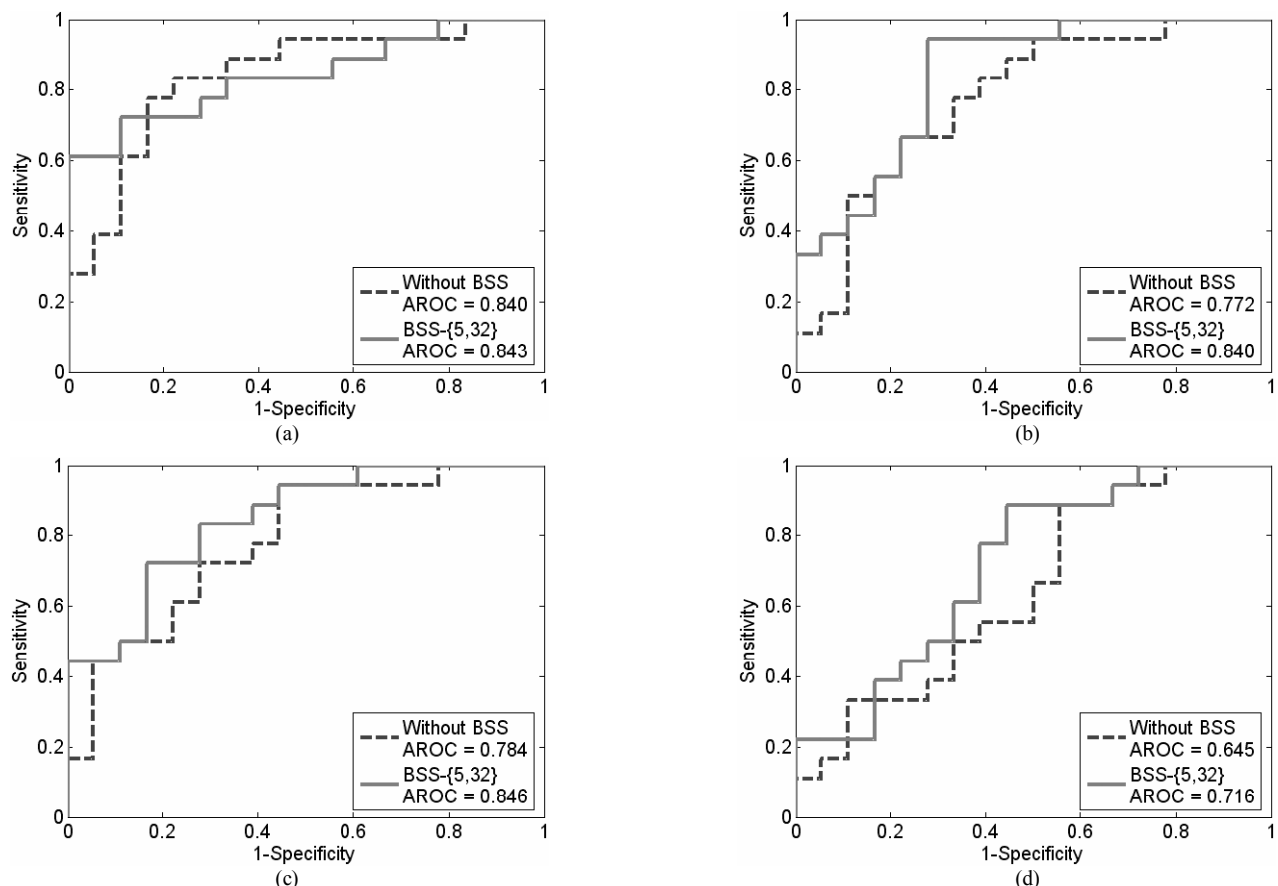 1
0.8
0.6
0.4
0.2
0
Sensitivity
0 0.2 0.4 0.6 0.8 1
1-Specificity
Without BSS
AROC = 0.840
BSS-{5,32}
AROC = 0.843
(a)
1
0.8
0.6
0.4
0.2
0
Sensitivity
0 0.2 0.4 0.6 0.8 1
1-Specificity
Without BSS
AROC = 0.772
BSS-{5,32}
AROC = 0.840
(b)
1
0.8
0.6
0.4
0.2
0
Sensitivity
0 0.2 0.4 0.6 0.8 1
1-Specificity
Without BSS
AROC = 0.784
BSS-{5,32}
AROC = 0.846
(c)
1
0.8
0.6
0.4
0.2
0
Sensitivity
0 0.2 0.4 0.6 0.8 1
1-Specificity
Without BSS
AROC = 0.645
BSS-{5,32}
AROC = 0.716
(d)